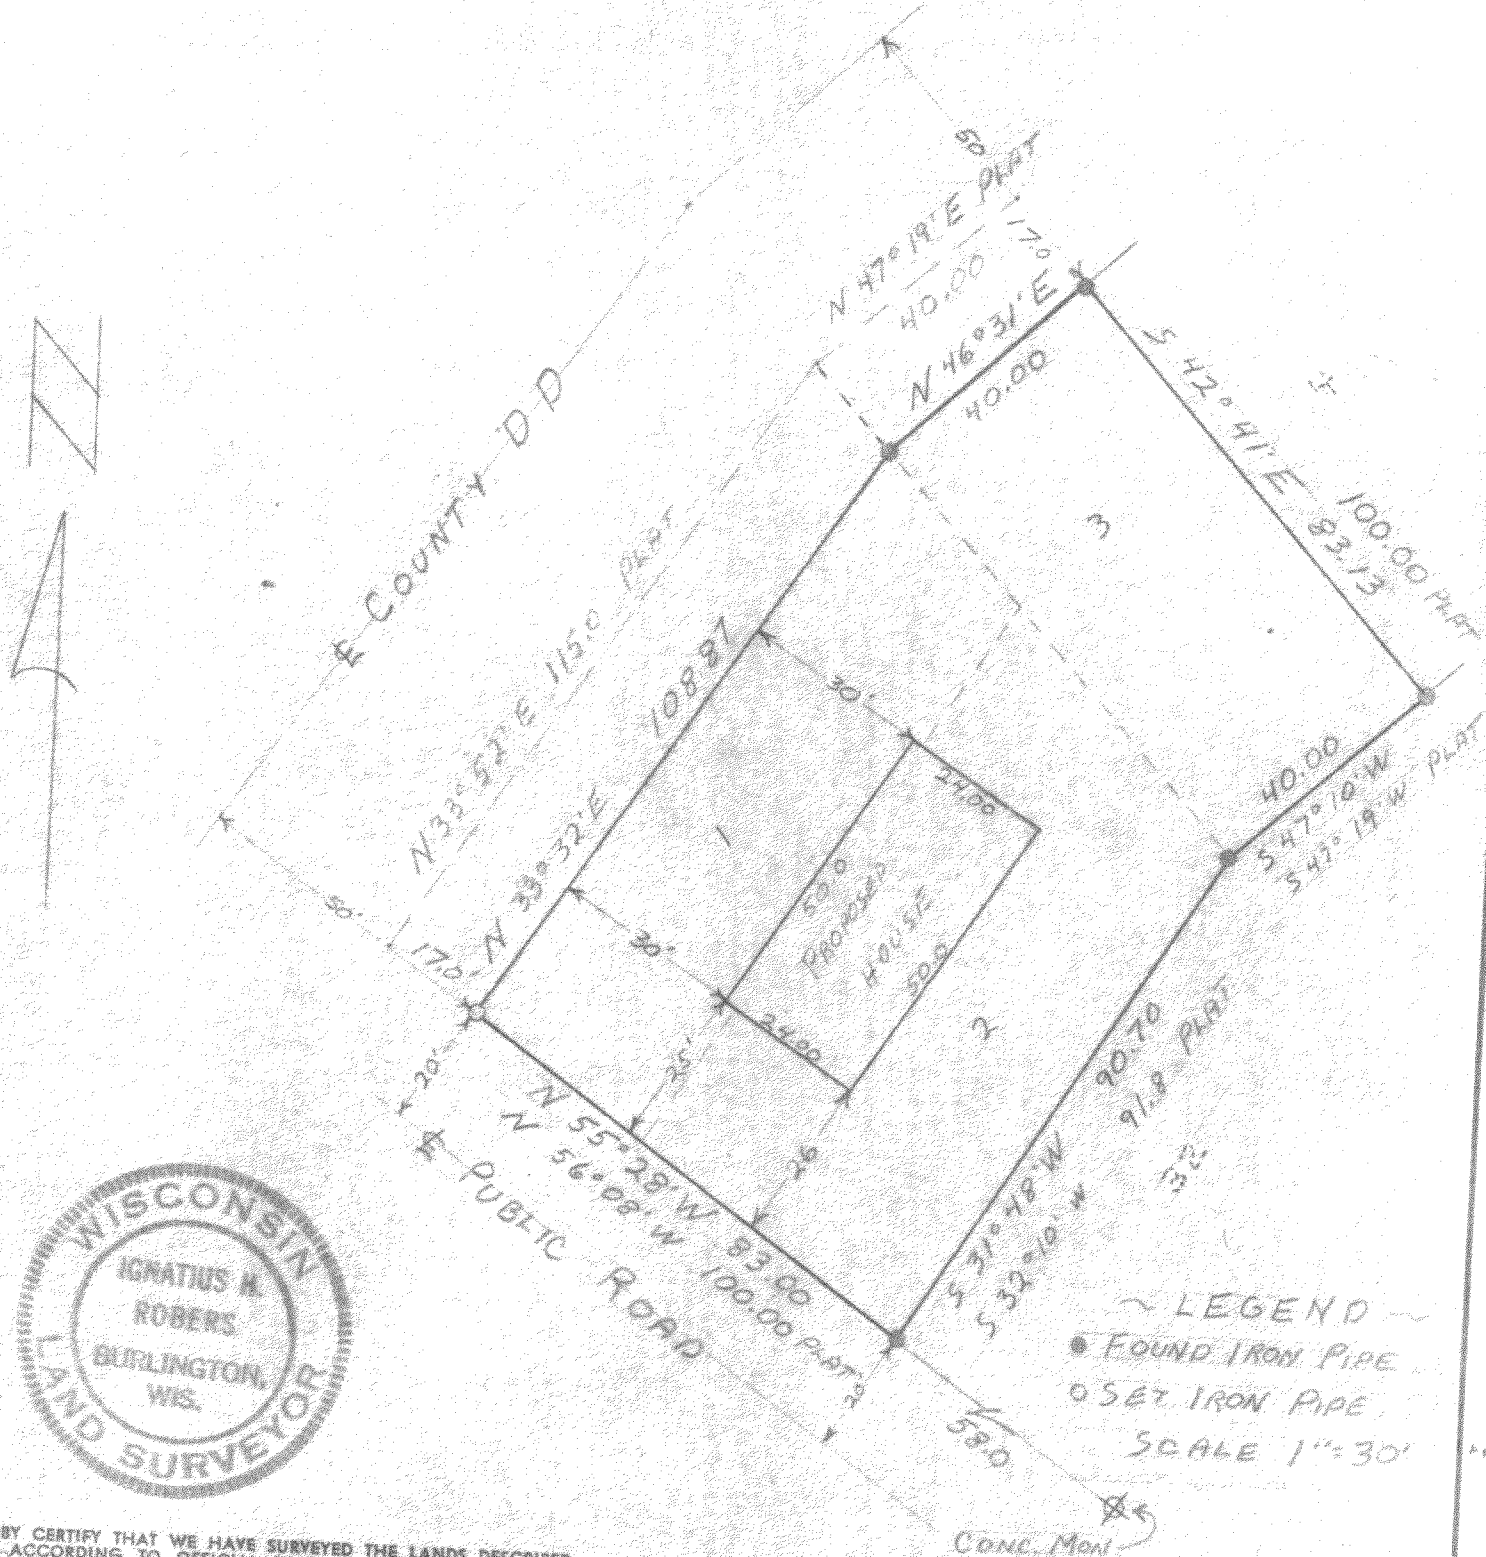 50
N 47° 19' E PLAT
40.00
17.0
N 46° 31' E
40.00
S 42° 41' E 83.13
100.00 PLAT
3
E COUNTY "DD"
N 33° 52' E 115.0 PLAT
N 33° 32' E 108.87
50'
17.0
30'
24.00
1
50.0
PROPOSED
HOUSE
50.0
30'
24.00
2
40.00
S 47° 10' W
S 47° 19' W PLAT
90.70
91.8 PLAT
S 31° 48' W
S 32° 10' W
20'
25'
26
N 55° 28' W 83.00
N 56° 08' W 100.00 PLAT
PUBLIC ROAD
20'
58.0
CONC. MON
~ LEGEND ~
● FOUND IRON PIPE
○ SET IRON PIPE
SCALE 1"=30'
N
WISCONSIN
IGNATIUS H.
ROBERS
BURLINGTON,
WIS.
LAND SURVEYOR
BY CERTIFY THAT WE HAVE SURVEYED THE LANDS DESCRIBED
ACCORDING TO